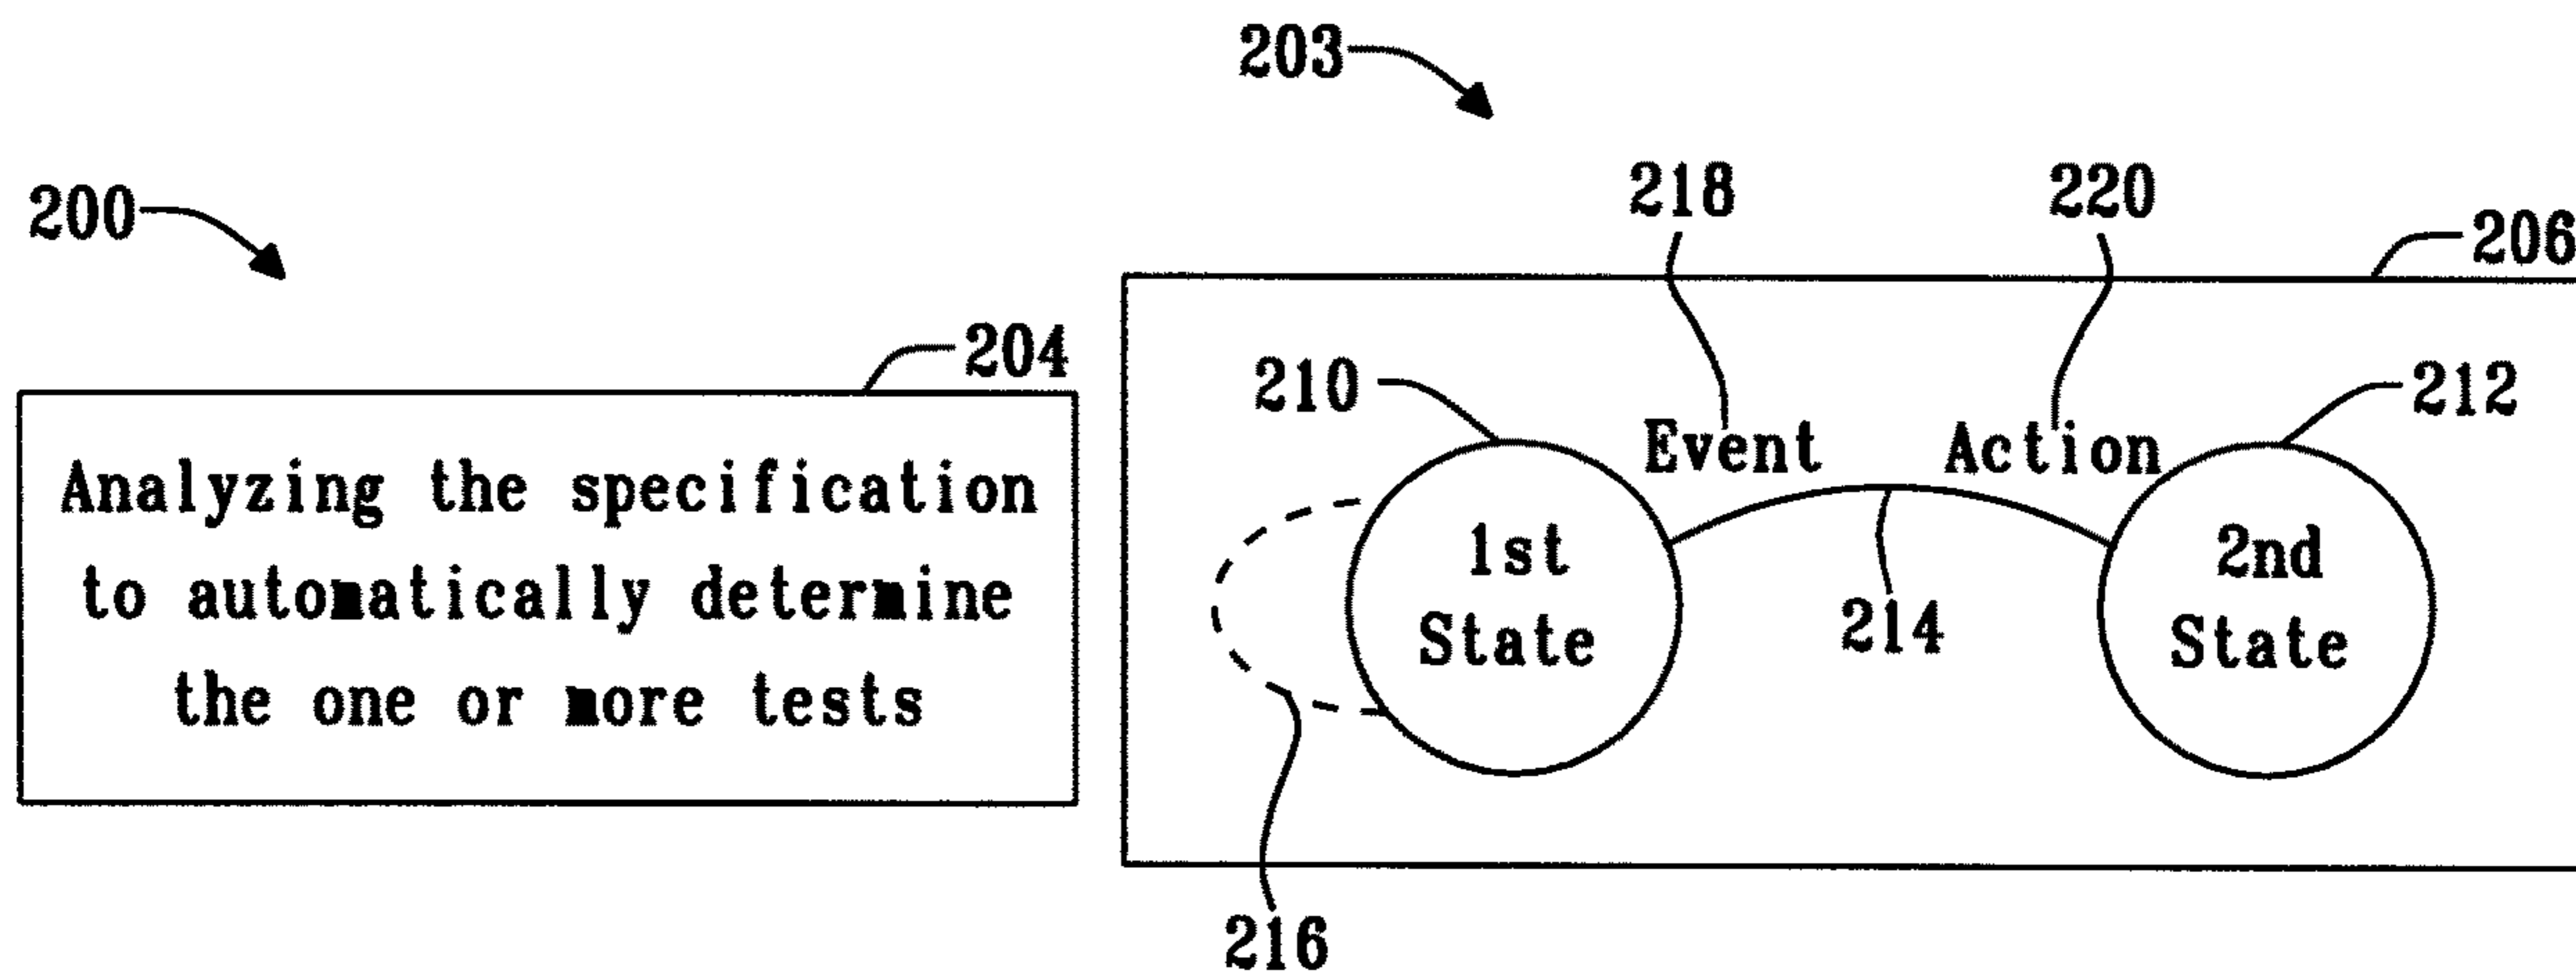 203
200
218
220
206
204
210
212
Event
Action
Analyzing the specification
to automatically determine
the one or more tests
1st
State
2nd
State
214
216